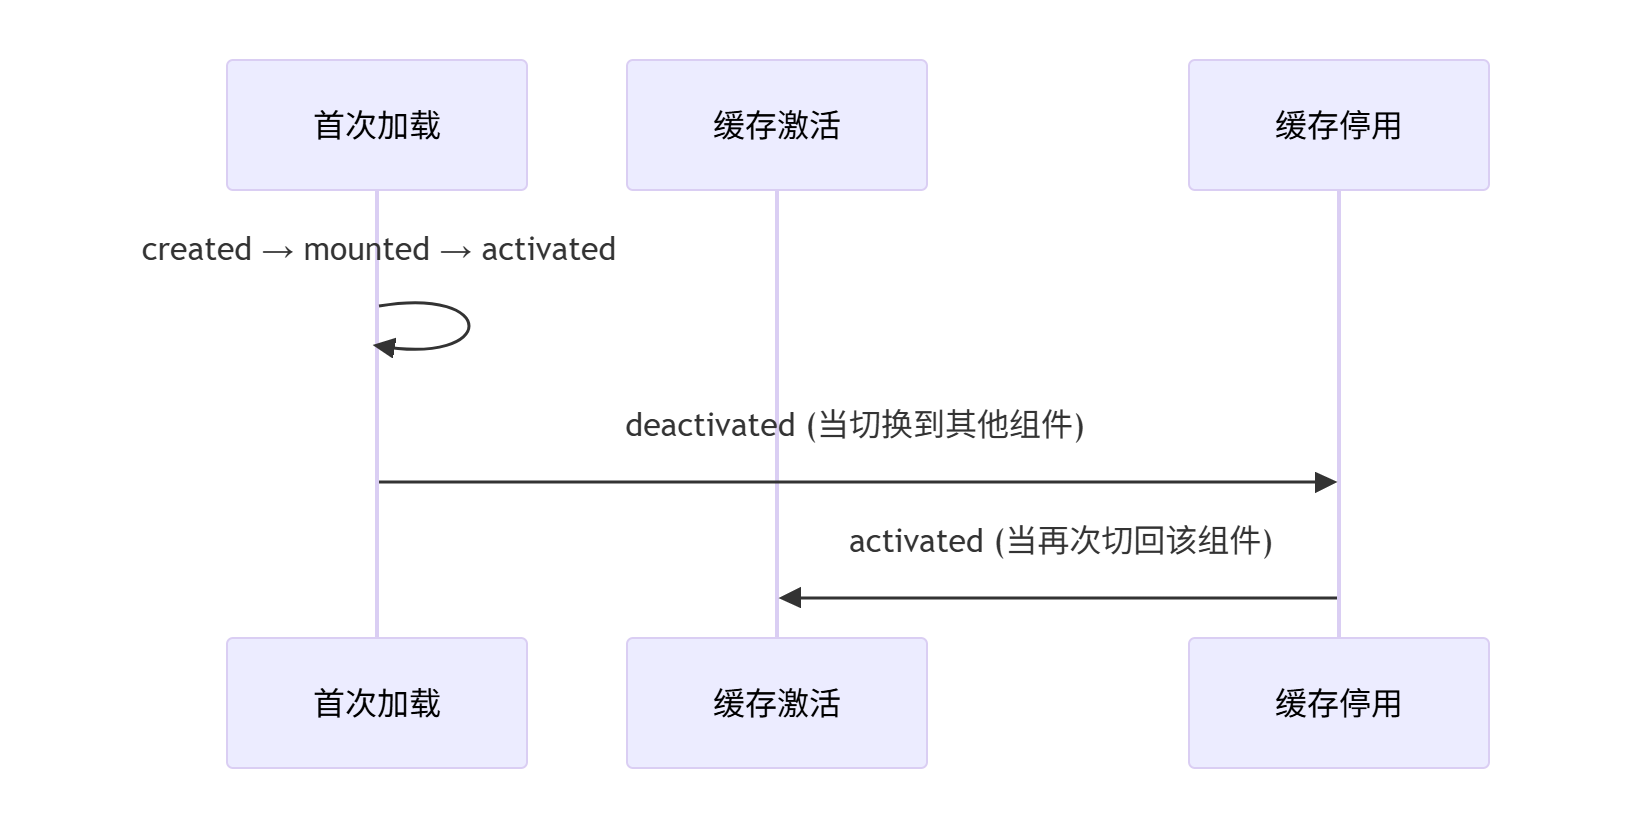 首次加载
缓存激活
缓存停用
created → mounted → activated
deactivated (当切换到其他组件)
activated (当再次切回该组件)
首次加载
缓存激活
缓存停用